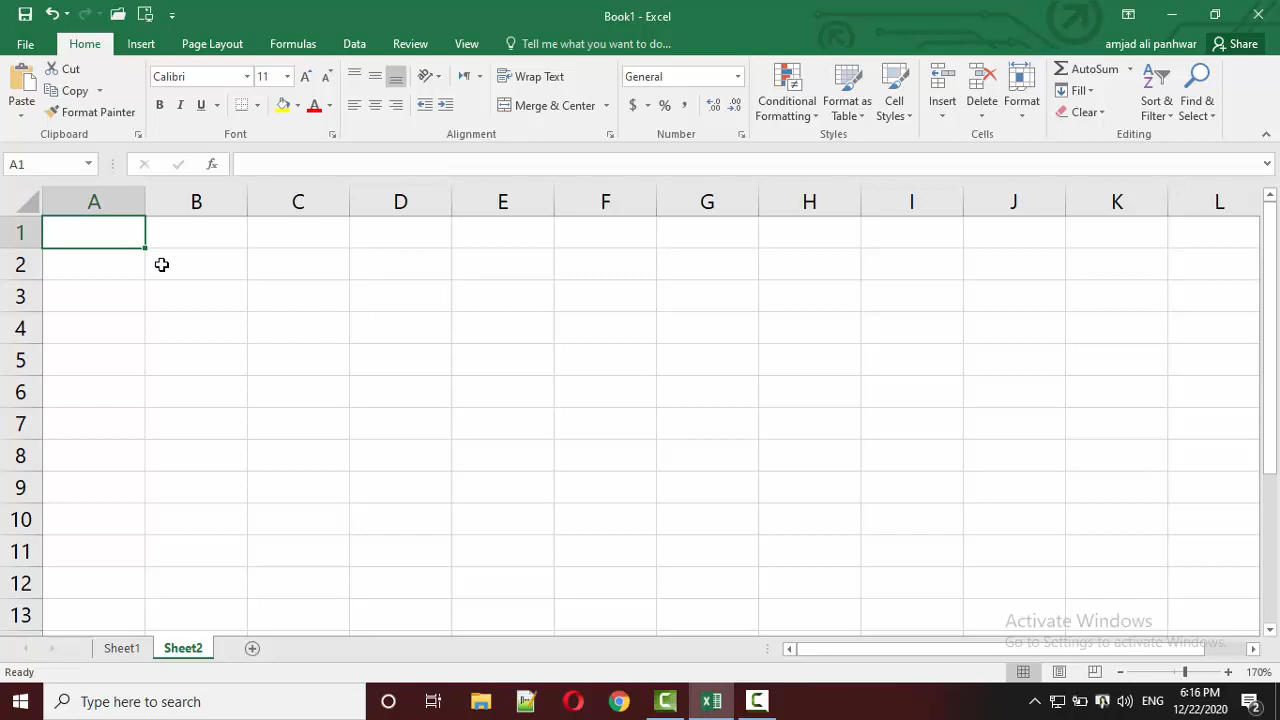 Book1 - Excel
File Home Insert Page Layout Formulas Data Review View Tell me what you want to do... amjad ali panhwar Share
Paste
Cut
Copy
Format Painter
Clipboard
Calibri 11
B I U
Font
Wrap Text
Merge & Center
Alignment
General
$ % ,
Number
Conditional Formatting
Format as Table
Cell Styles
Styles
Insert Delete Format
Cells
AutoSum
Fill
Clear
Sort & Filter
Find & Select
Editing
A1 fx
A B C D E F G H I J K L
1
2
3
4
5
6
7
8
9
10
11
12
13
Activate Windows
Go to Settings to activate Windows.
Sheet1 Sheet2
Ready 170%
Type here to search
ENG
6:16 PM
12/22/2020
2